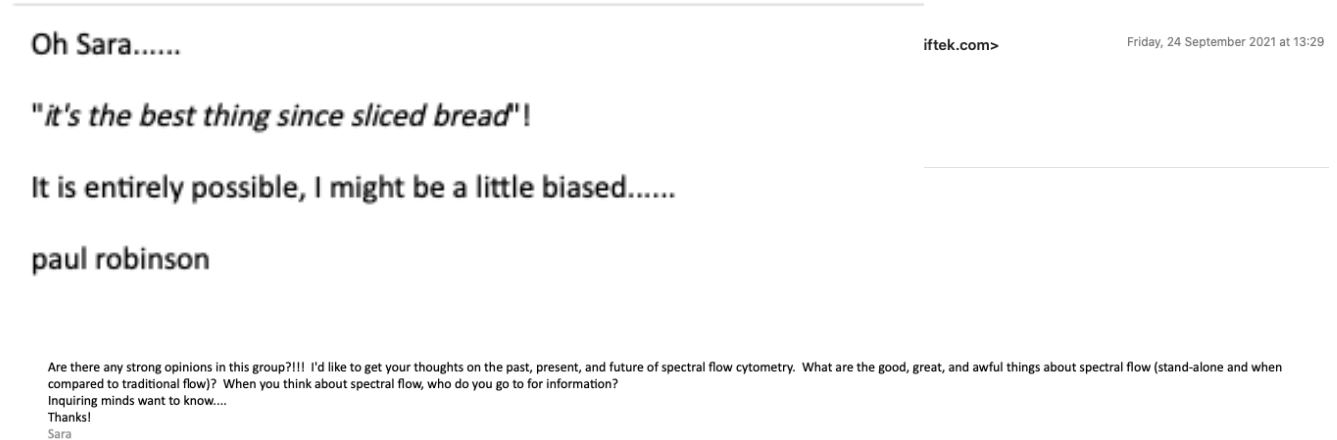 Oh Sara......
"it's the best thing since sliced bread"!
It is entirely possible, I might be a little biased......
paul robinson
iftek.com>
Friday, 24 September 2021 at 13:29
Are there any strong opinions in this group?!!! I'd like to get your thoughts on the past, present, and future of spectral flow cytometry. What are the good, great, and awful things about spectral flow (stand-alone and when
compared to traditional flow)? When you think about spectral flow, who do you go to for information?
Inquiring minds want to know....
Thanks!
Sara